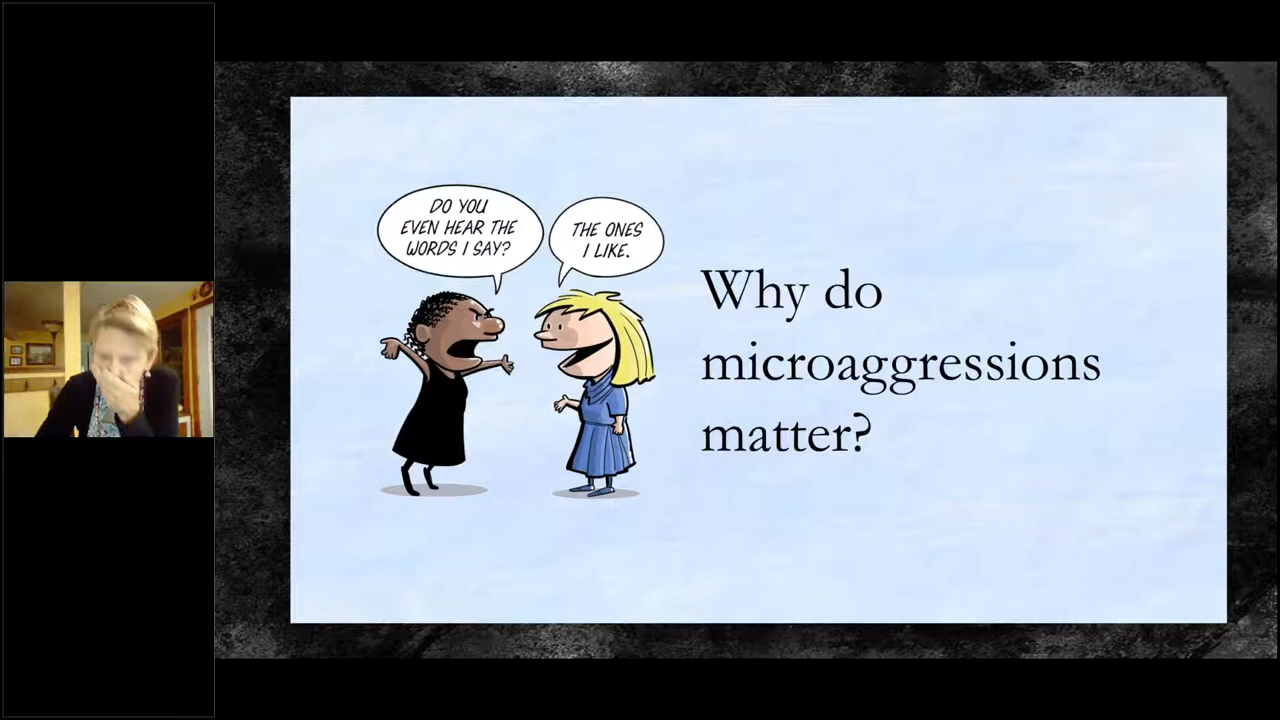 DO YOU
EVEN HEAR THE
WORDS I SAY?
THE ONES
I LIKE.
Why do
microaggressions
matter?